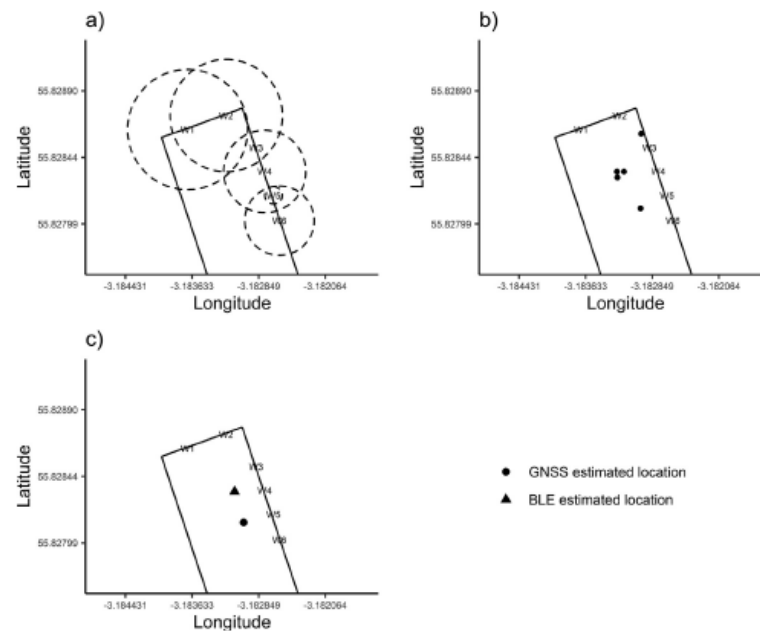 a)
55.82890
55.82844
55.82799
Latitude
W1
W2
W3
W4
W5
W6
-3.184431
-3.183633
-3.182849
-3.182064
Longitude
b)
55.82890
55.82844
55.82799
Latitude
W1
W2
W3
W4
W5
W6
-3.184431
-3.183633
-3.182849
-3.182064
Longitude
c)
55.82890
55.82844
55.82799
Latitude
W1
W2
W3
W4
W5
W6
-3.184431
-3.183633
-3.182849
-3.182064
Longitude
GNSS estimated location
BLE estimated location